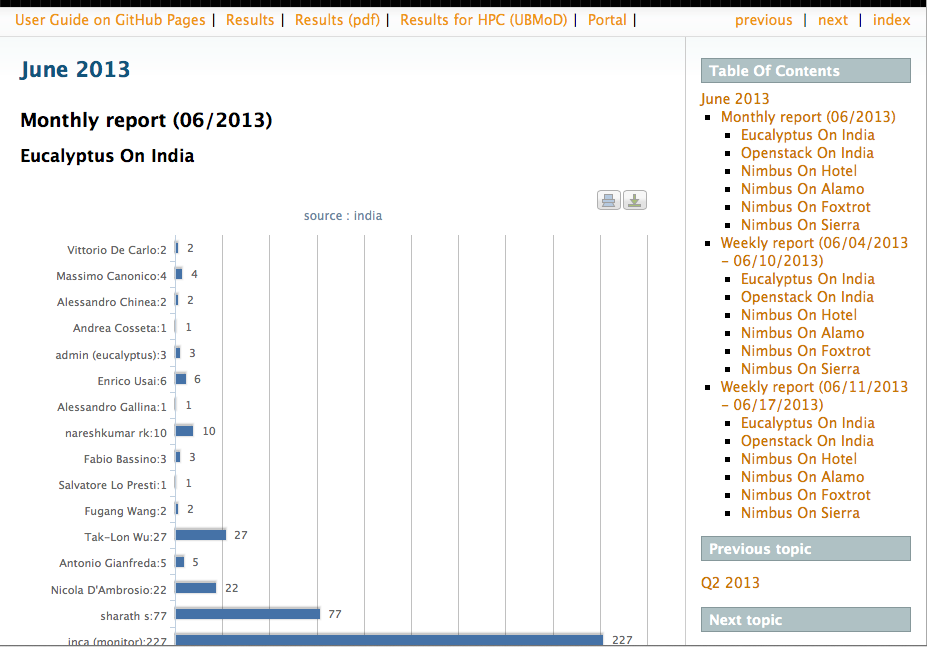 User Guide on GitHub Pages | Results | Results (pdf) | Results for HPC (UBMoD) | Portal |
previous | next | index
June 2013
Monthly report (06/2013)
Eucalyptus On India
source : india
Vittorio De Carlo:2 2
Massimo Canonico:4 4
Alessandro Chinea:2 2
Andrea Cosseta:1 1
admin (eucalyptus):3 3
Enrico Usai:6 6
Alessandro Gallina:1 1
nareshkumar rk:10 10
Fabio Bassino:3 3
Salvatore Lo Presti:1 1
Fugang Wang:2 2
Tak-Lon Wu:27 27
Antonio Gianfreda:5 5
Nicola D'Ambrosio:22 22
sharath s:77 77
inca (monitor):227 227
Table Of Contents
June 2013
Monthly report (06/2013)
Eucalyptus On India
Openstack On India
Nimbus On Hotel
Nimbus On Alamo
Nimbus On Foxtrot
Nimbus On Sierra
Weekly report (06/04/2013
– 06/10/2013)
Eucalyptus On India
Openstack On India
Nimbus On Hotel
Nimbus On Alamo
Nimbus On Foxtrot
Nimbus On Sierra
Weekly report (06/11/2013
– 06/17/2013)
Eucalyptus On India
Openstack On India
Nimbus On Hotel
Nimbus On Alamo
Nimbus On Foxtrot
Nimbus On Sierra
Previous topic
Q2 2013
Next topic